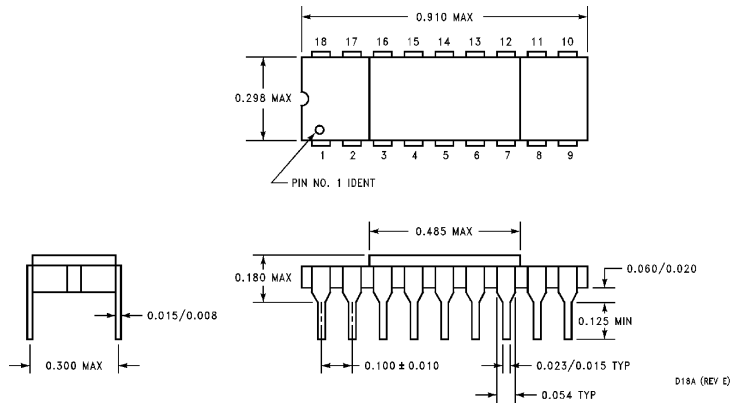 0.910 MAX
18 17 16 15 14 13 12 11 10
0.298 MAX
1 2 3 4 5 6 7 8 9
PIN NO. 1 IDENT
0.485 MAX
0.180 MAX
0.060/0.020
0.015/0.008
0.125 MIN
0.300 MAX
0.100 ± 0.010
0.023/0.015 TYP
0.054 TYP
D18A (REV E)